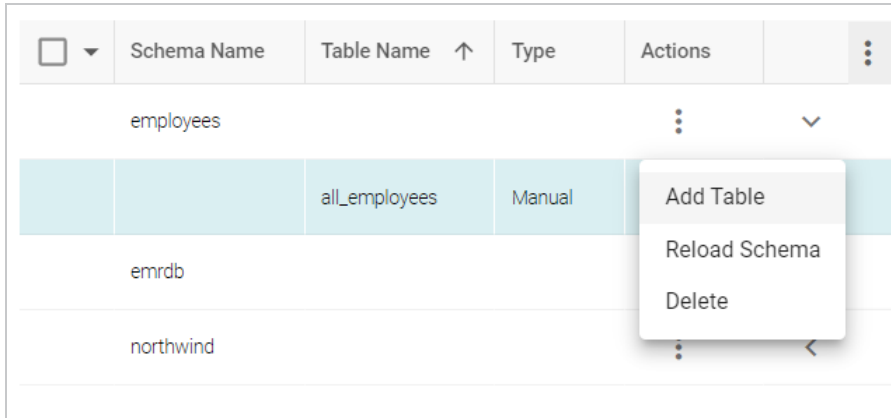 Schema Name Table Name Type Actions
employees
all_employees Manual
Add Table
Reload Schema
Delete
emrdb
northwind